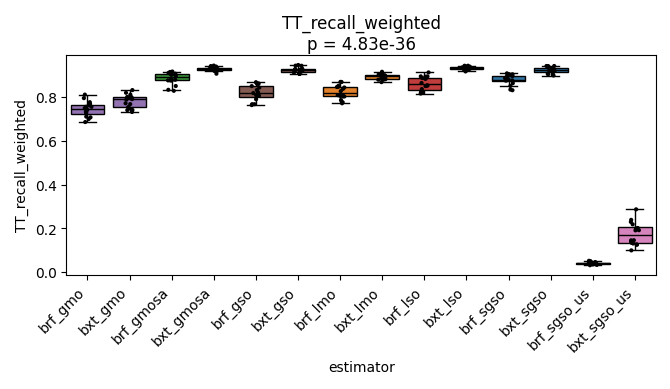 TT_recall_weighted
p = 4.83e-36
TT_recall_weighted
0.8
0.6
0.4
0.2
0.0
brf_gmo
bxt_gmo
brf_gmosa
bxt_gmosa
brf_gso
bxt_gso
brf_lmo
bxt_lmo
brf_lso
bxt_lso
brf_sgso
bxt_sgso
brf_sgso_us
bxt_sgso_us
estimator